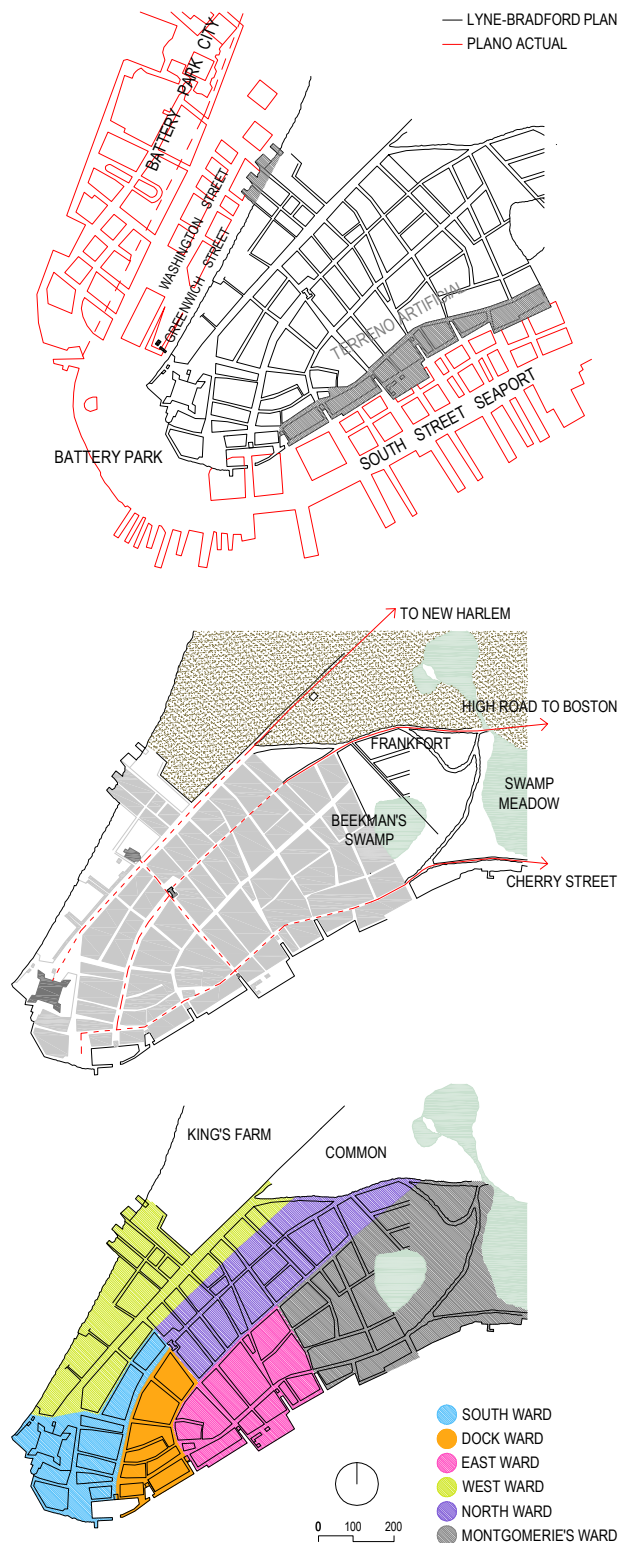 LYNE-BRADFORD PLAN
PLANO ACTUAL
BATTERY PARK CITY
WASHINGTON STREET
GREENWICH STREET
TERRENO ARTIFICIAL
SOUTH STREET SEAPORT
BATTERY PARK
TO NEW HARLEM
HIGH ROAD TO BOSTON
FRANKFORT
SWAMP
MEADOW
BEEKMAN'S
SWAMP
CHERRY STREET
KING'S FARM
COMMON
SOUTH WARD
DOCK WARD
EAST WARD
WEST WARD
NORTH WARD
MONTGOMERIE'S WARD
0 100 200